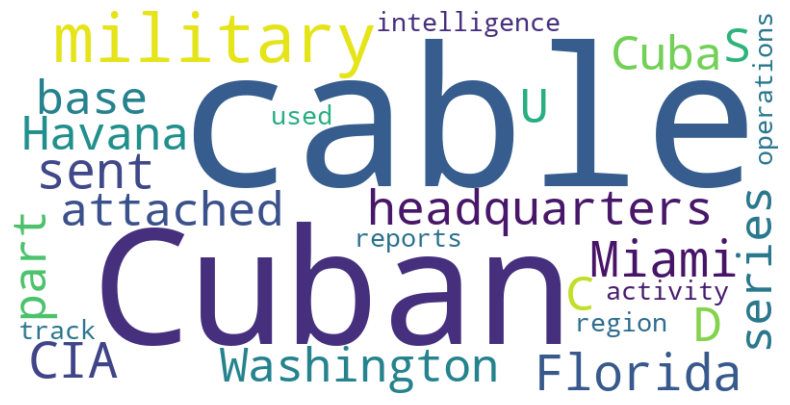 military
intelligence
Cuba
S
operations
cable
base
used
U
Havana
sent
attached
headquarters
series
part
Cuban
reports
Miami
activity
C
region
D
track
CIA
Washington
Florida